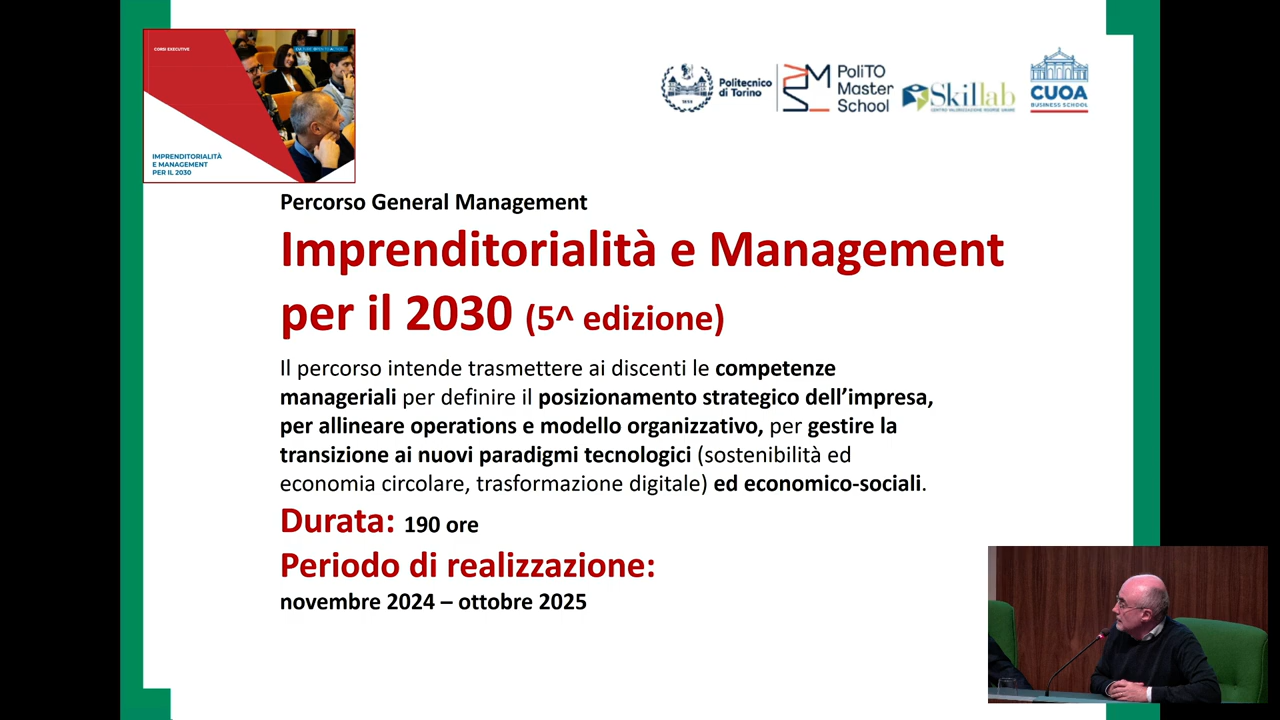 CORSI EXECUTIVE
IMPRENDITORIALITÀ
E MANAGEMENT
PER IL 2030
Politecnico
di Torino
PoliTO
Master
School
Skillab
CUOA
BUSINESS SCHOOL
Percorso General Management
Imprenditorialità e Management
per il 2030 (5^ edizione)
Il percorso intende trasmettere ai discenti le competenze
manageriali per definire il posizionamento strategico dell’impresa,
per allineare operations e modello organizzativo, per gestire la
transizione ai nuovi paradigmi tecnologici (sostenibilità ed
economia circolare, trasformazione digitale) ed economico-sociali.
Durata: 190 ore
Periodo di realizzazione:
novembre 2024 – ottobre 2025